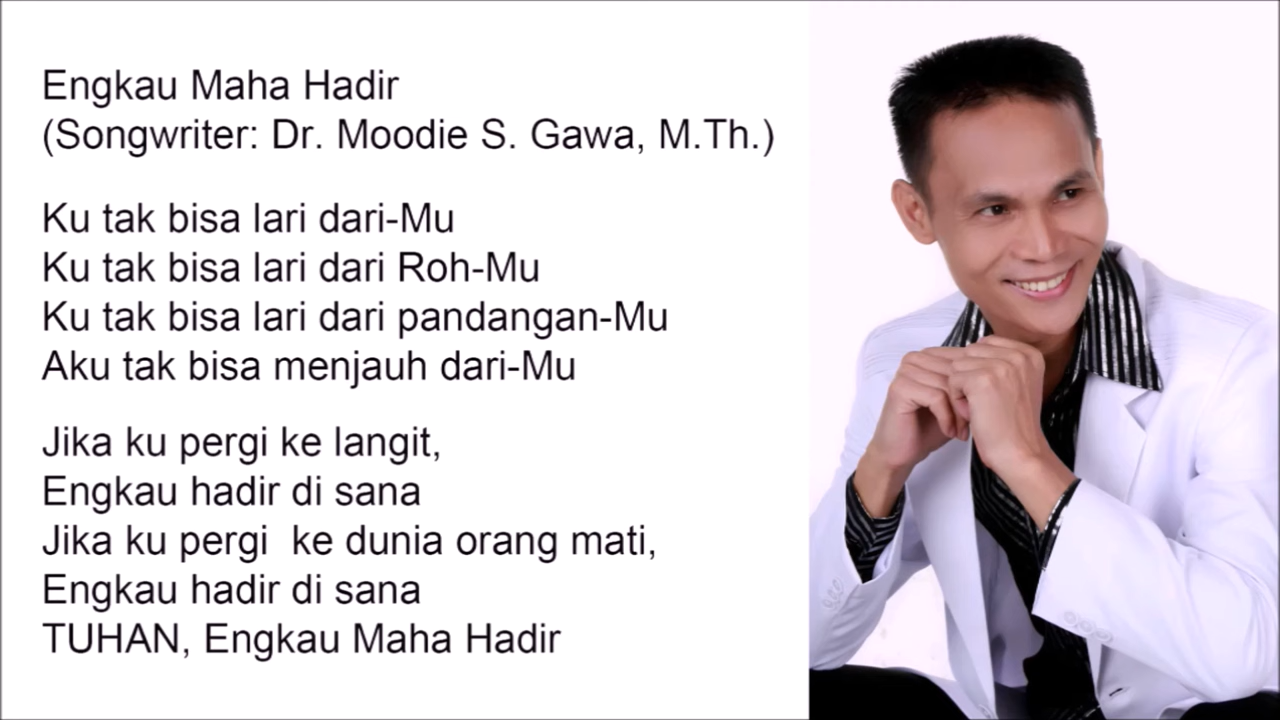 Engkau Maha Hadir
(Songwriter: Dr. Moodie S. Gawa, M.Th.)
Ku tak bisa lari dari-Mu
Ku tak bisa lari dari Roh-Mu
Ku tak bisa lari dari pandangan-Mu
Aku tak bisa menjauh dari-Mu
Jika ku pergi ke langit,
Engkau hadir di sana
Jika ku pergi  ke dunia orang mati,
Engkau hadir di sana
TUHAN, Engkau Maha Hadir